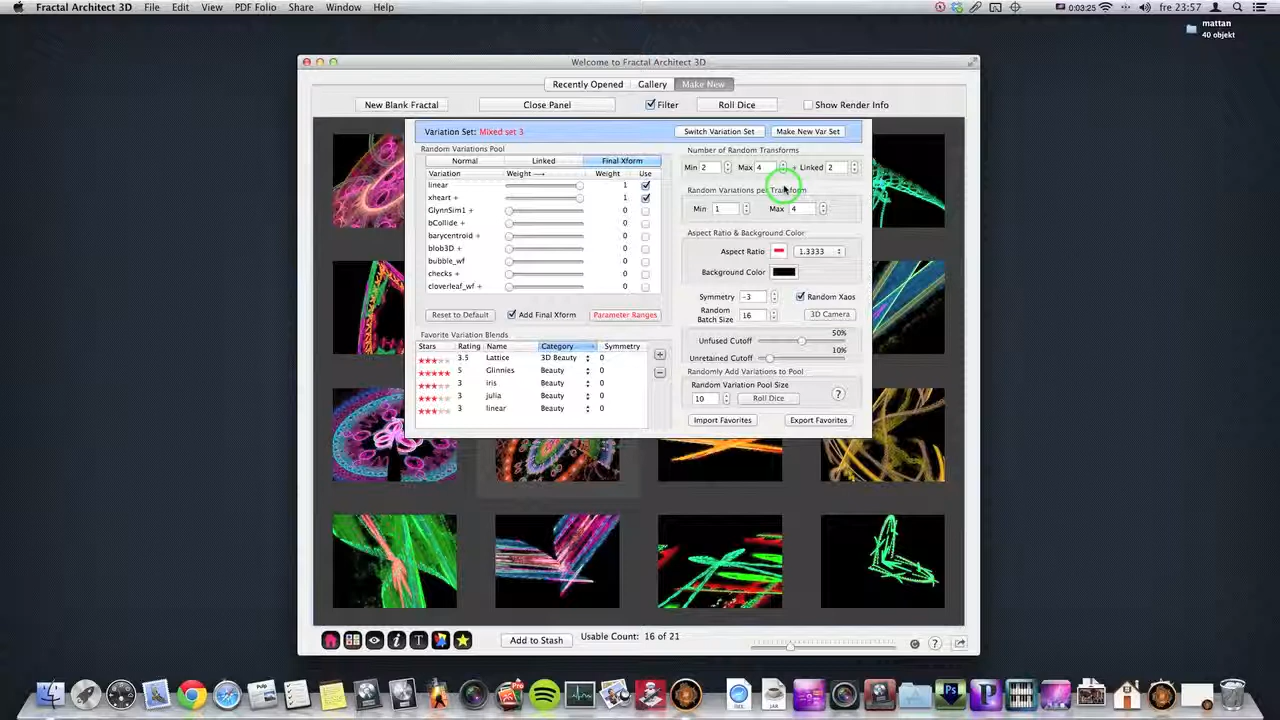 Fractal Architect 3D File Edit View PDF Folio Share Window Help 0:03:25 fre 23:57
mattan
40 objekt
Welcome to Fractal Architect 3D
Recently Opened Gallery Make New
New Blank Fractal Close Panel Filter Roll Dice Show Render Info
Variation Set: Mixed set 3 Switch Variation Set Make New Var Set
Random Variations Pool
Normal Linked Final Xform
Variation Weight Weight Use
linear 1
xheart + 1
GlynnSim1 + 0
bCollide + 0
barycentroid + 0
blob3D + 0
bubble_wf 0
checks + 0
cloverleaf_wf + 0
Reset to Default Add Final Xform Parameter Ranges
Favorite Variation Blends
Stars Rating Name Category Symmetry
3.5 Lattice 3D Beauty 0
5 Glinnies Beauty 0
3 iris Beauty 0
3 julia Beauty 0
3 linear Beauty 0
Number of Random Transforms
Min 2 Max 4 + Linked 2
Random Variations per Transform
Min 1 Max 4
Aspect Ratio & Background Color
Aspect Ratio 1.3333
Background Color
Symmetry -3 Random Xaos
Random
Batch Size 16 3D Camera
50%
Unfused Cutoff
10%
Unretained Cutoff
Randomly Add Variations to Pool
Random Variation Pool Size
10 Roll Dice ?
Import Favorites Export Favorites
Add to Stash Usable Count: 16 of 21 ?